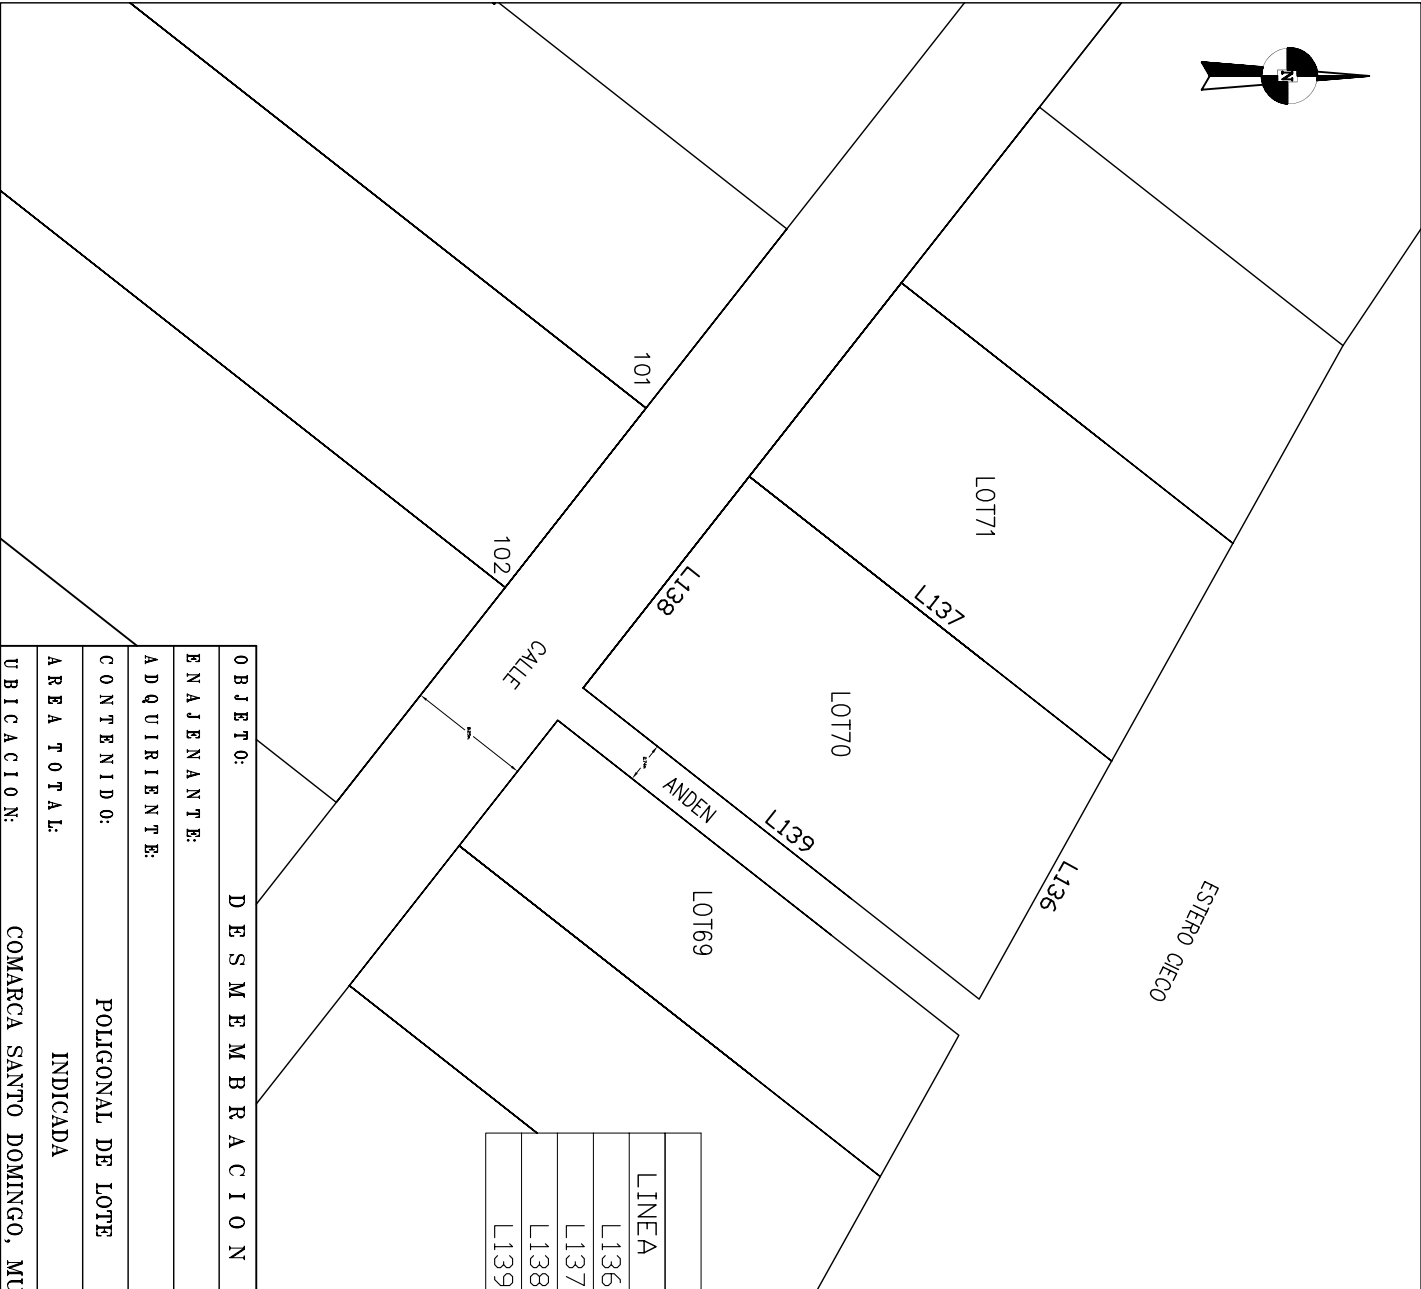 N
LOT71
L137
101
L138
102
CALLE
LOT70
ANDEN
L139
L136
ESTERO CIECO
LOT69
LINEA
L136
L137
L138
L139
OBJETO: DESMEMBRACION
ENAJENANTE:
ADQUIRIENTE:
CONTENIDO: POLIGONAL DE LOTE
AREA TOTAL: INDICADA
UBICACION: COMARCA SANTO DOMINGO, MU